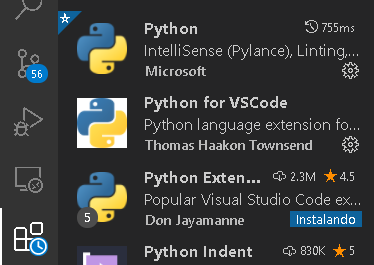 Python
755ms
IntelliSense (Pylance), Linting,...
Microsoft
56
Python for VSCode
Python language extension fo...
Thomas Haakon Townsend
Python Exten...
2.3M
4.5
Popular Visual Studio Code ex...
5
Don Jayamanne
Instalando
Python Indent
830K
5